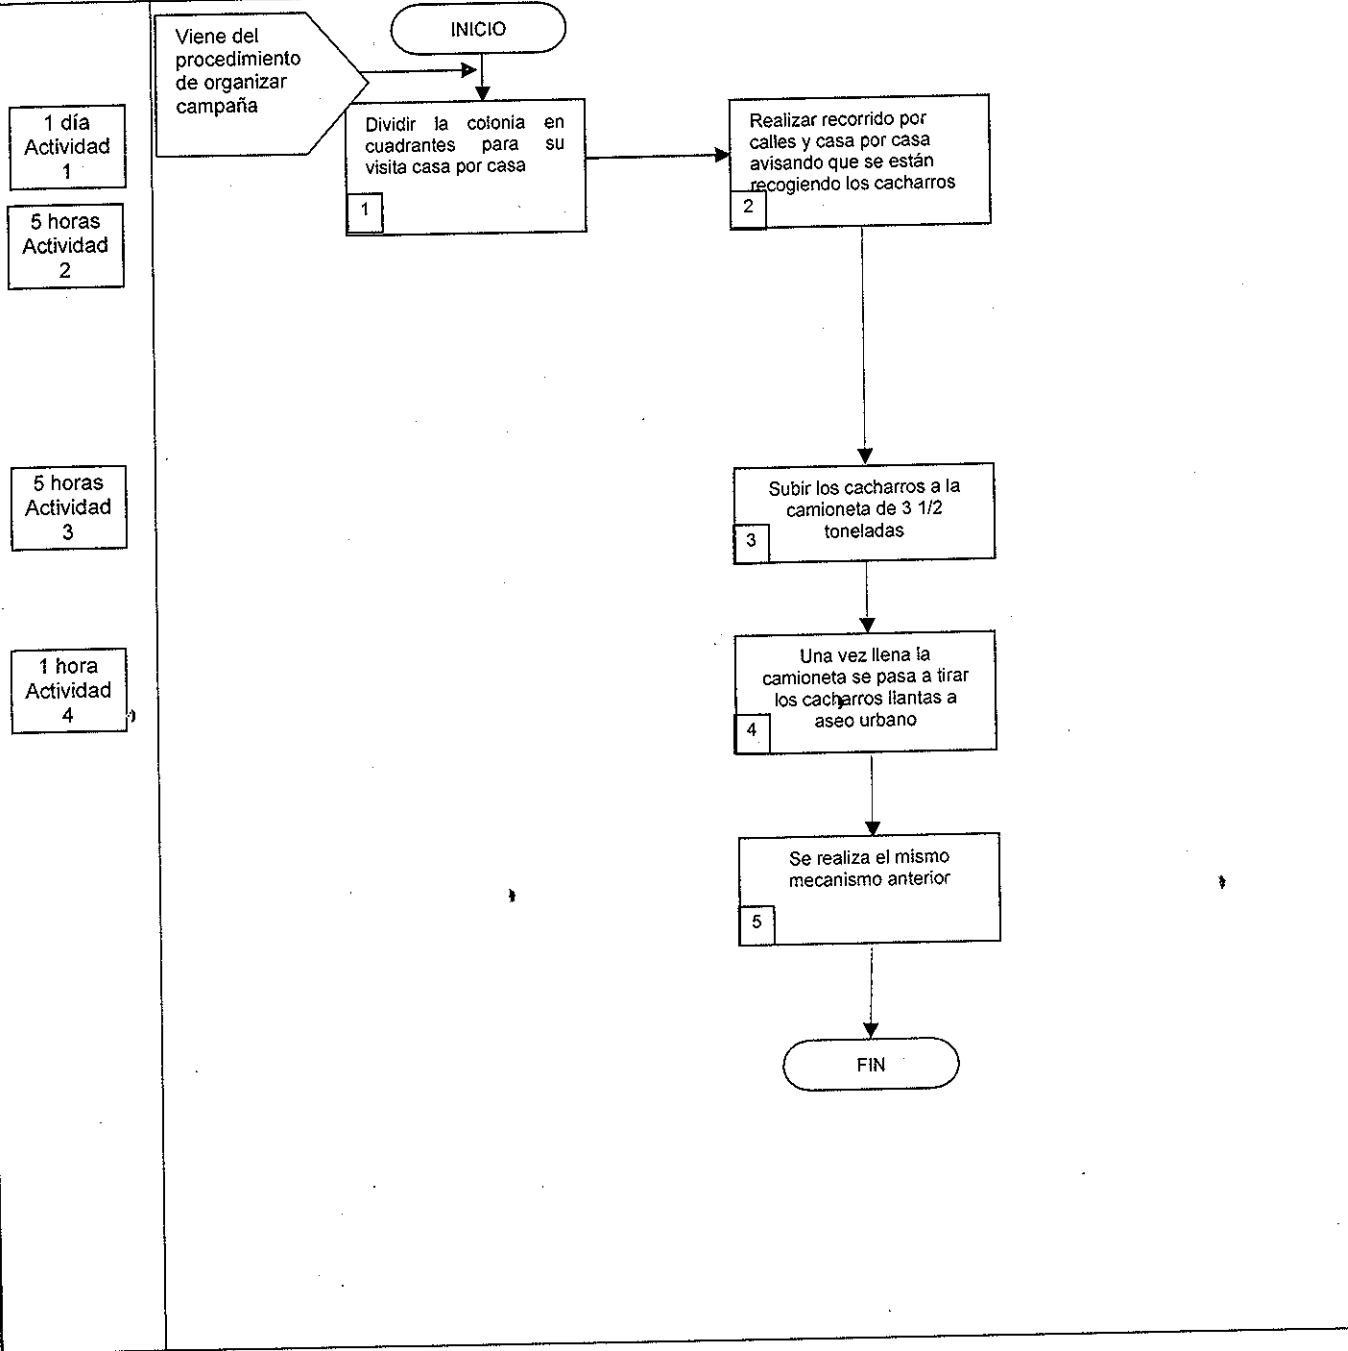 INICIO
Viene del
procedimiento
de organizar
campaña
1 día
Actividad
1
Dividir la colonia en
cuadrantes para su
visita casa por casa
1
Realizar recorrido por
calles y casa por casa
avisando que se están
recogiendo los cacharros
2
5 horas
Actividad
2
5 horas
Actividad
3
Subir los cacharros a la
camioneta de 3 1/2
toneladas
3
1 hora
Actividad
4
Una vez llena la
camioneta se pasa a tirar
los cacharros llantas a
aseo urbano
4
Se realiza el mismo
mecanismo anterior
5
FIN